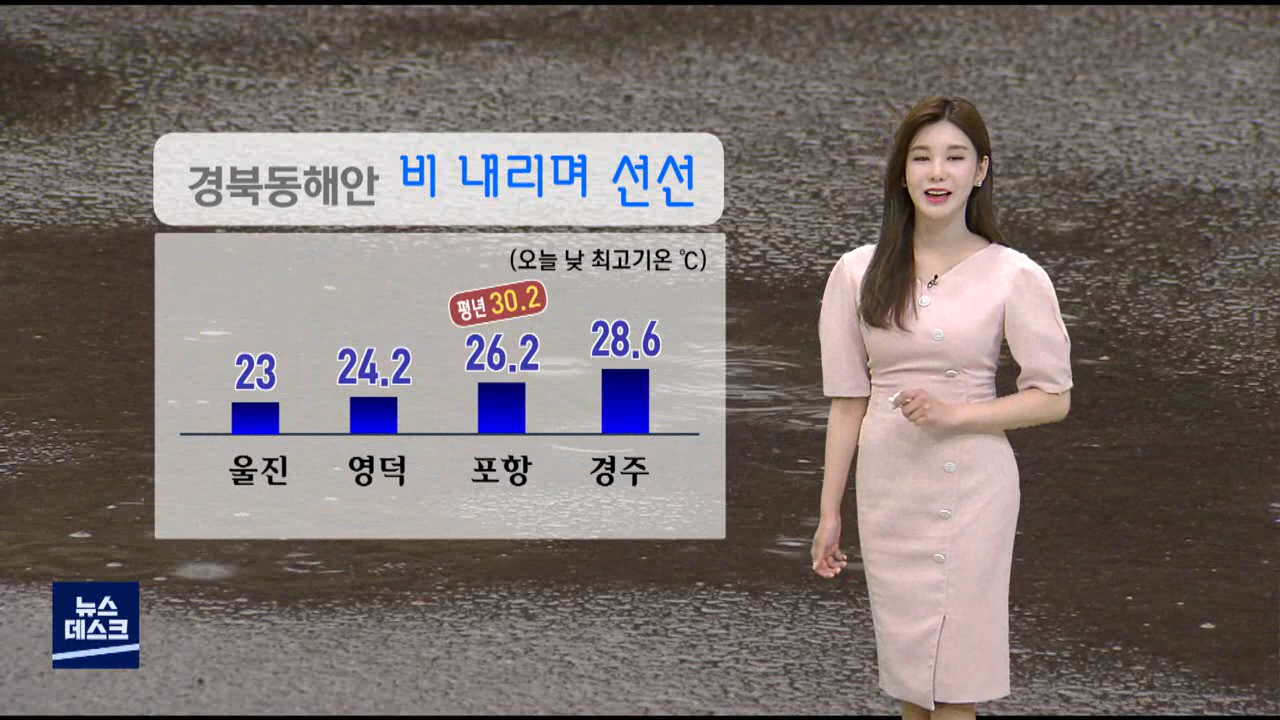 경북동해안 비 내리며 선선
(오늘 낮 최고기온 ℃)
평년 30.2
23 24.2 26.2 28.6
울진 영덕 포항 경주
뉴스
데스크